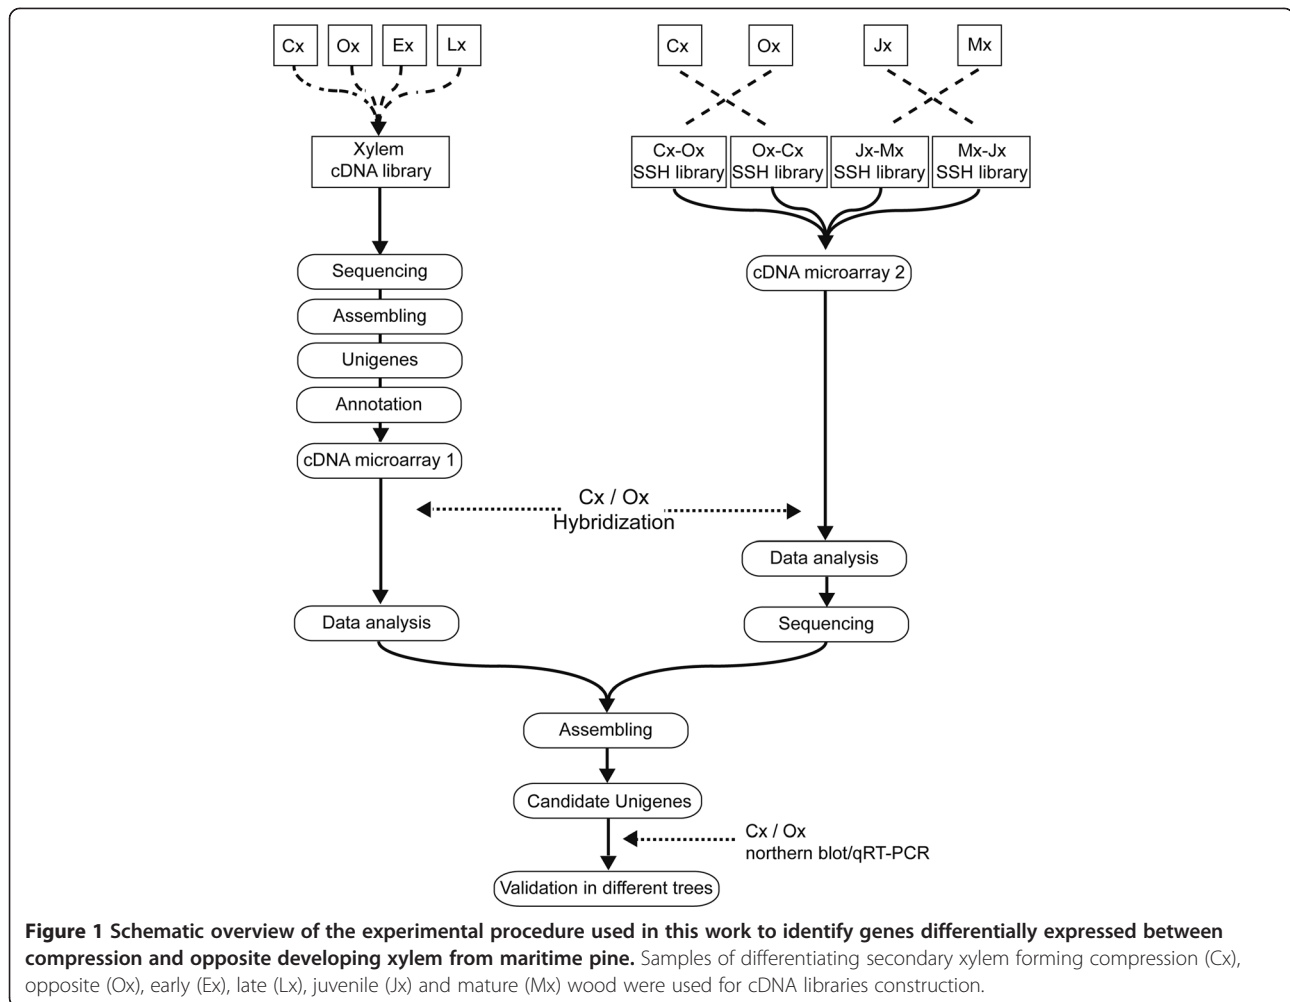 Cx Ox Ex Lx Cx Ox Jx Mx
Xylem
cDNA library
Cx-Ox
SSH library
Ox-Cx
SSH library
Jx-Mx
SSH library
Mx-Jx
SSH library
Sequencing
Assembling
Unigenes
Annotation
cDNA microarray 1
cDNA microarray 2
Cx / Ox
Hybridization
Data analysis
Sequencing
Data analysis
Assembling
Candidate Unigenes
Cx / Ox
northern blot/qRT-PCR
Validation in different trees
Figure 1 Schematic overview of the experimental procedure used in this work to identify genes differentially expressed between
compression and opposite developing xylem from maritime pine. Samples of differentiating secondary xylem forming compression (Cx),
opposite (Ox), early (Ex), late (Lx), juvenile (Jx) and mature (Mx) wood were used for cDNA libraries construction.